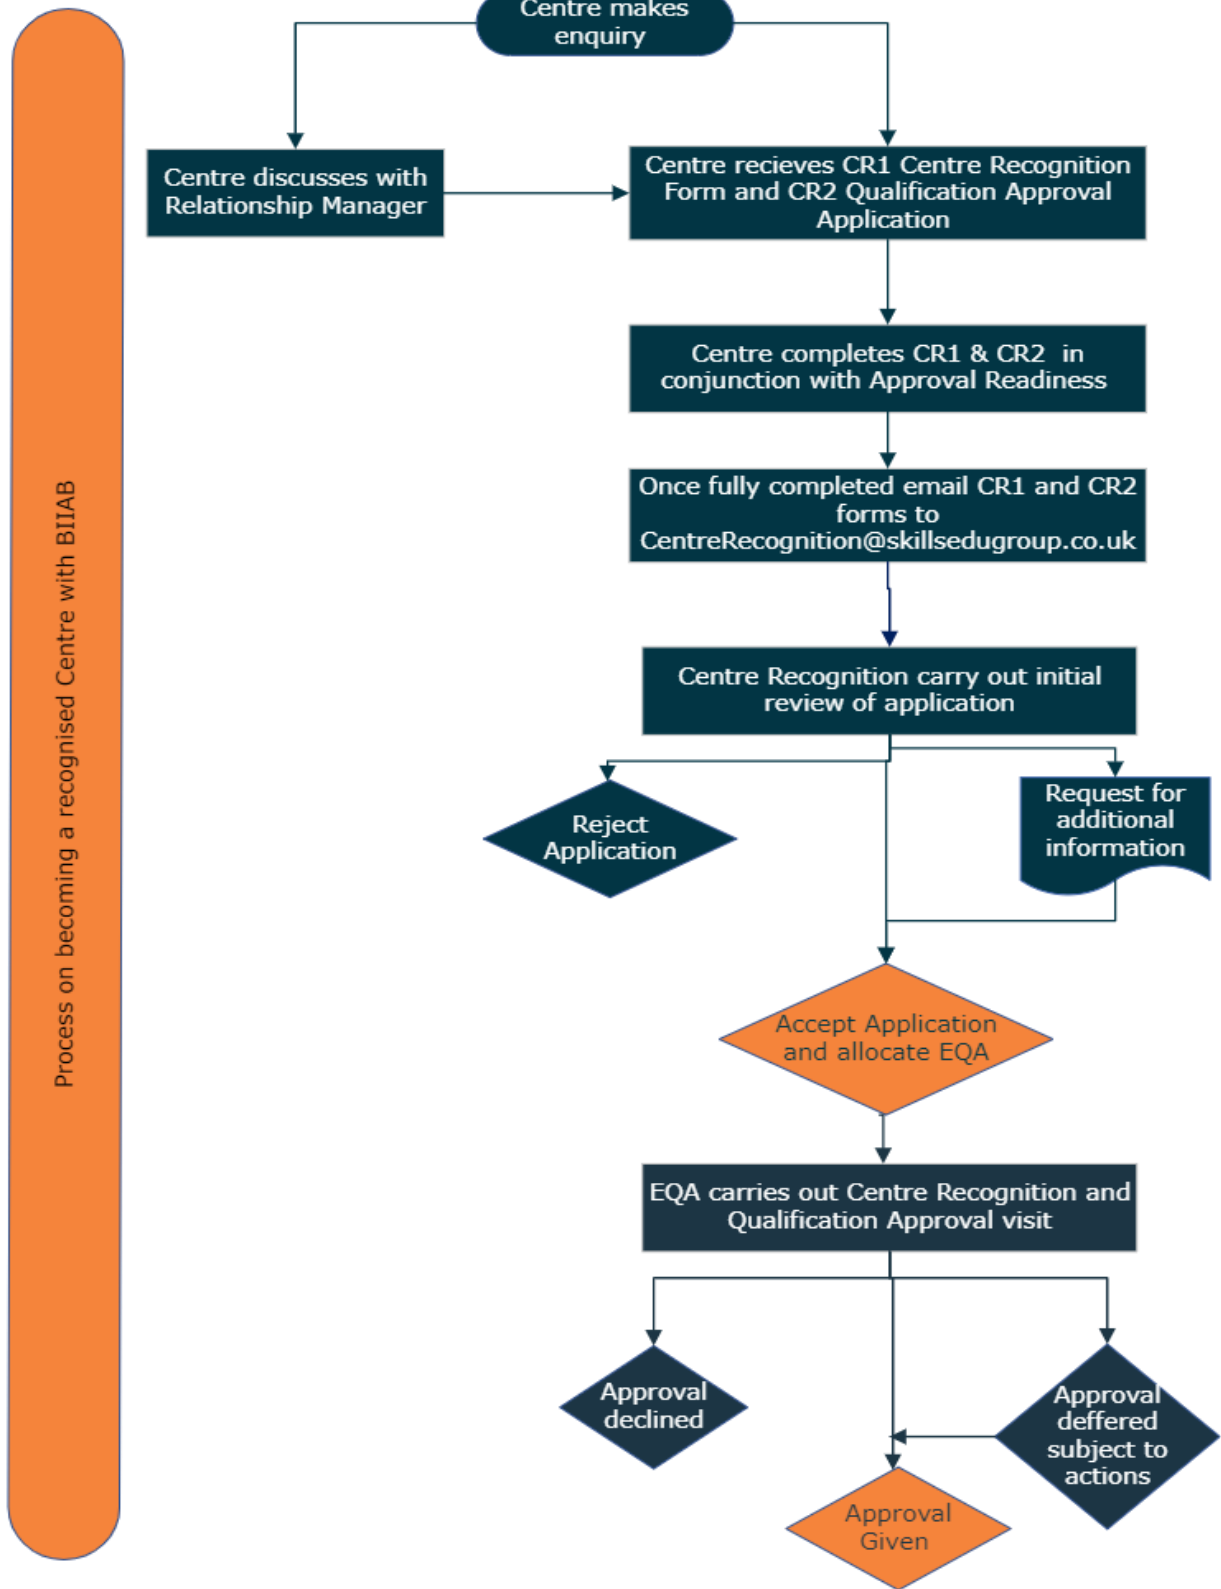 Centre makes
enquiry
Centre discusses with
Relationship Manager
Centre recieves CR1 Centre Recognition
Form and CR2 Qualification Approval
Application
Centre completes CR1 & CR2 in
conjunction with Approval Readiness
Once fully completed email CR1 and CR2
forms to
CentreRecognition@skillsedugroup.co.uk
Centre Recognition carry out initial
review of application
Reject
Application
Request for
additional
information
Accept Application
and allocate EQA
EQA carries out Centre Recognition and
Qualification Approval visit
Approval
declined
Approval
deffered
subject to
actions
Approval
Given
Process on becoming a recognised Centre with BIIAB